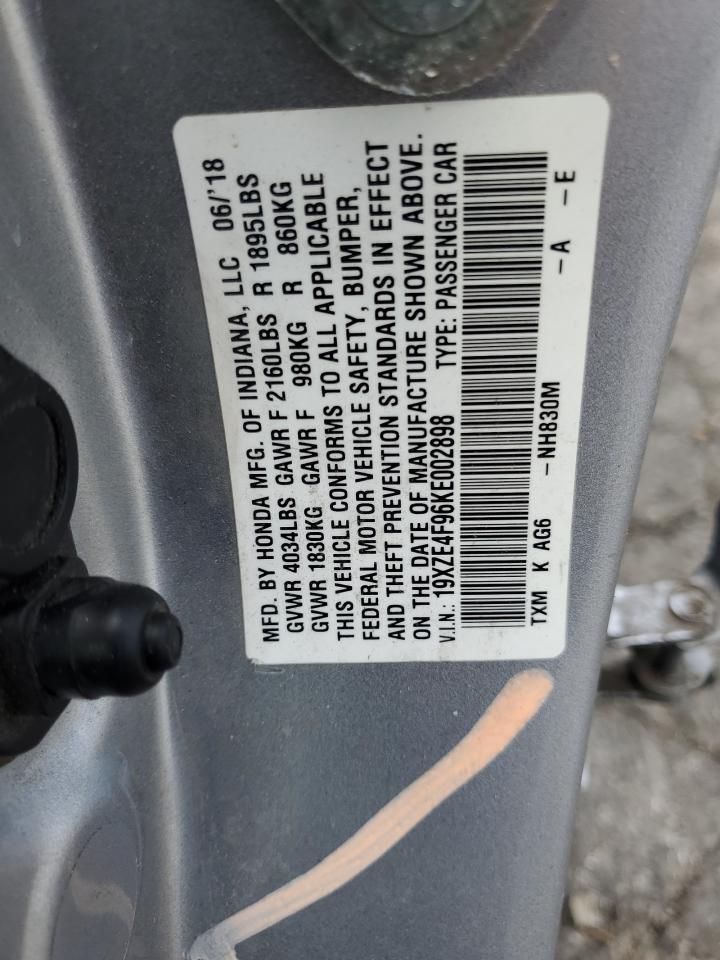 MFD. BY HONDA MFG. OF INDIANA, LLC 06/'18
GVWR 4034LBS GAWR F 2160LBS R 1895LBS
GVWR 1830KG GAWR F 980KG R 860KG
THIS VEHICLE CONFORMS TO ALL APPLICABLE
FEDERAL MOTOR VEHICLE SAFETY, BUMPER,
AND THEFT PREVENTION STANDARDS IN EFFECT
ON THE DATE OF MANUFACTURE SHOWN ABOVE.
V.I.N.: 19XZE4F96KE002898 TYPE: PASSENGER CAR
TXM K AG6 -NH830M -A -E